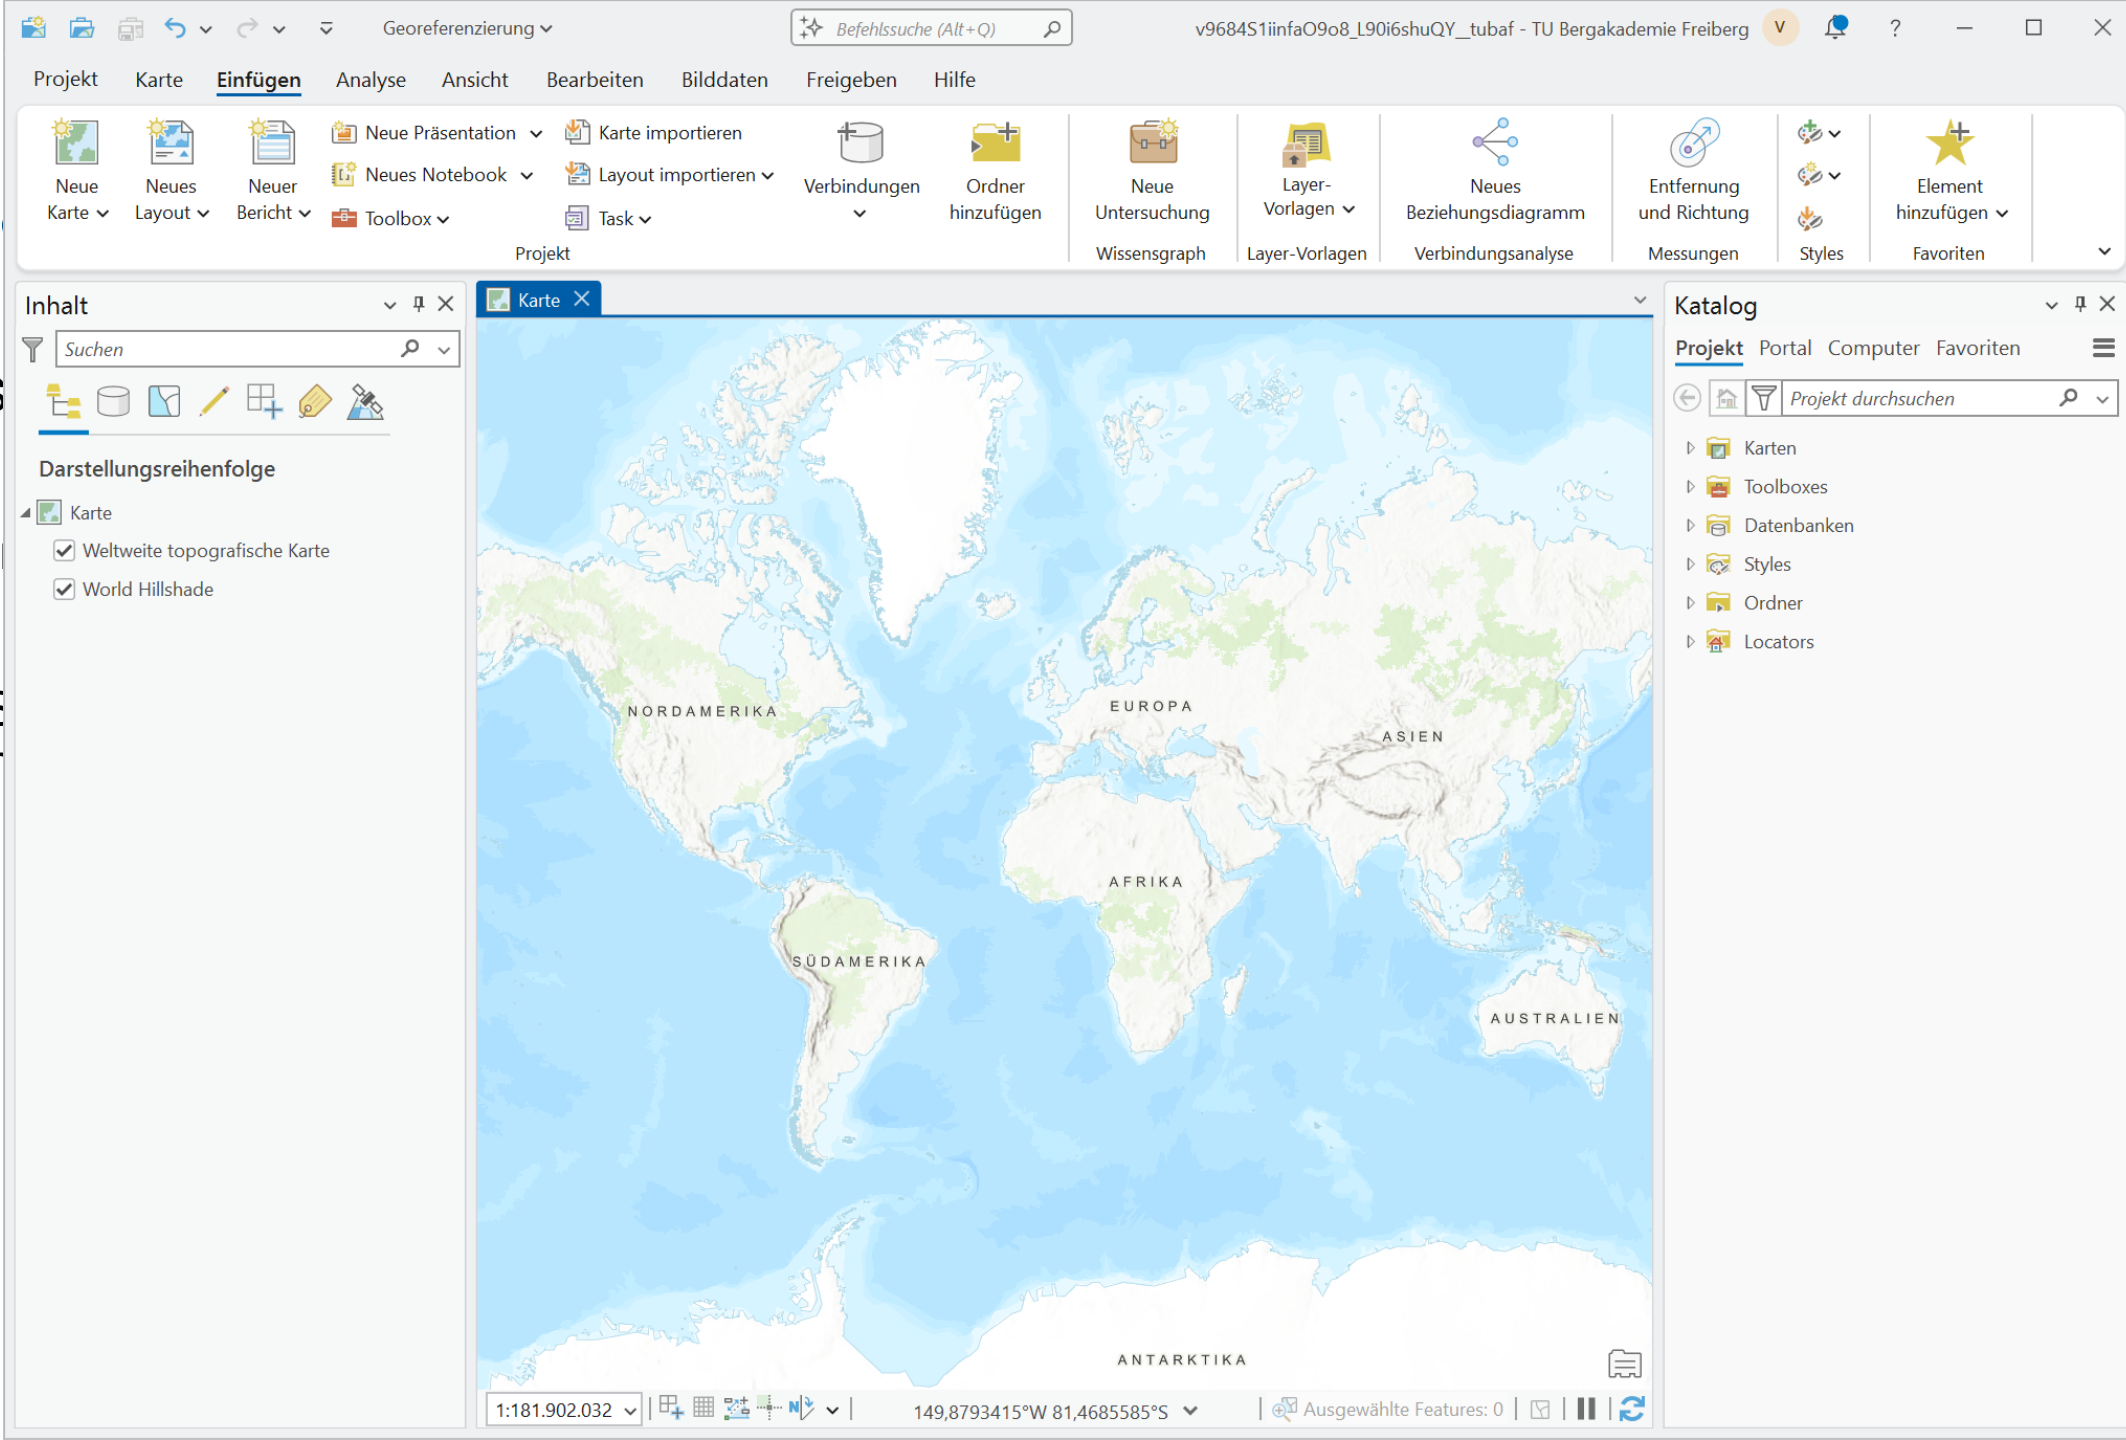 Georeferenzierung
Befehlssuche (Alt+Q)
v9684S1iinfaO9o8_L90i6shuQY__tubaf - TU Bergakademie Freiberg
V
?
Projekt Karte Einfügen Analyse Ansicht Bearbeiten Bilddaten Freigeben Hilfe
Neue Karte
Neues Layout
Neuer Bericht
Neue Präsentation
Neues Notebook
Toolbox
Karte importieren
Layout importieren
Task
Verbindungen
Ordner hinzufügen
Projekt
Neue Untersuchung
Wissensgraph
Layer-Vorlagen
Layer-Vorlagen
Neues Beziehungsdiagramm
Verbindungsanalyse
Entfernung und Richtung
Messungen
Styles
Element hinzufügen
Favoriten
Inhalt
Suchen
Darstellungsreihenfolge
Karte
Weltweite topografische Karte
World Hillshade
Karte
NORDAMERIKA
EUROPA
ASIEN
AFRIKA
SÜDAMERIKA
AUSTRALIEN
ANTARKTIKA
1:181.902.032
149,8793415°W 81,4685585°S
Ausgewählte Features: 0
Katalog
Projekt Portal Computer Favoriten
Projekt durchsuchen
Karten
Toolboxes
Datenbanken
Styles
Ordner
Locators